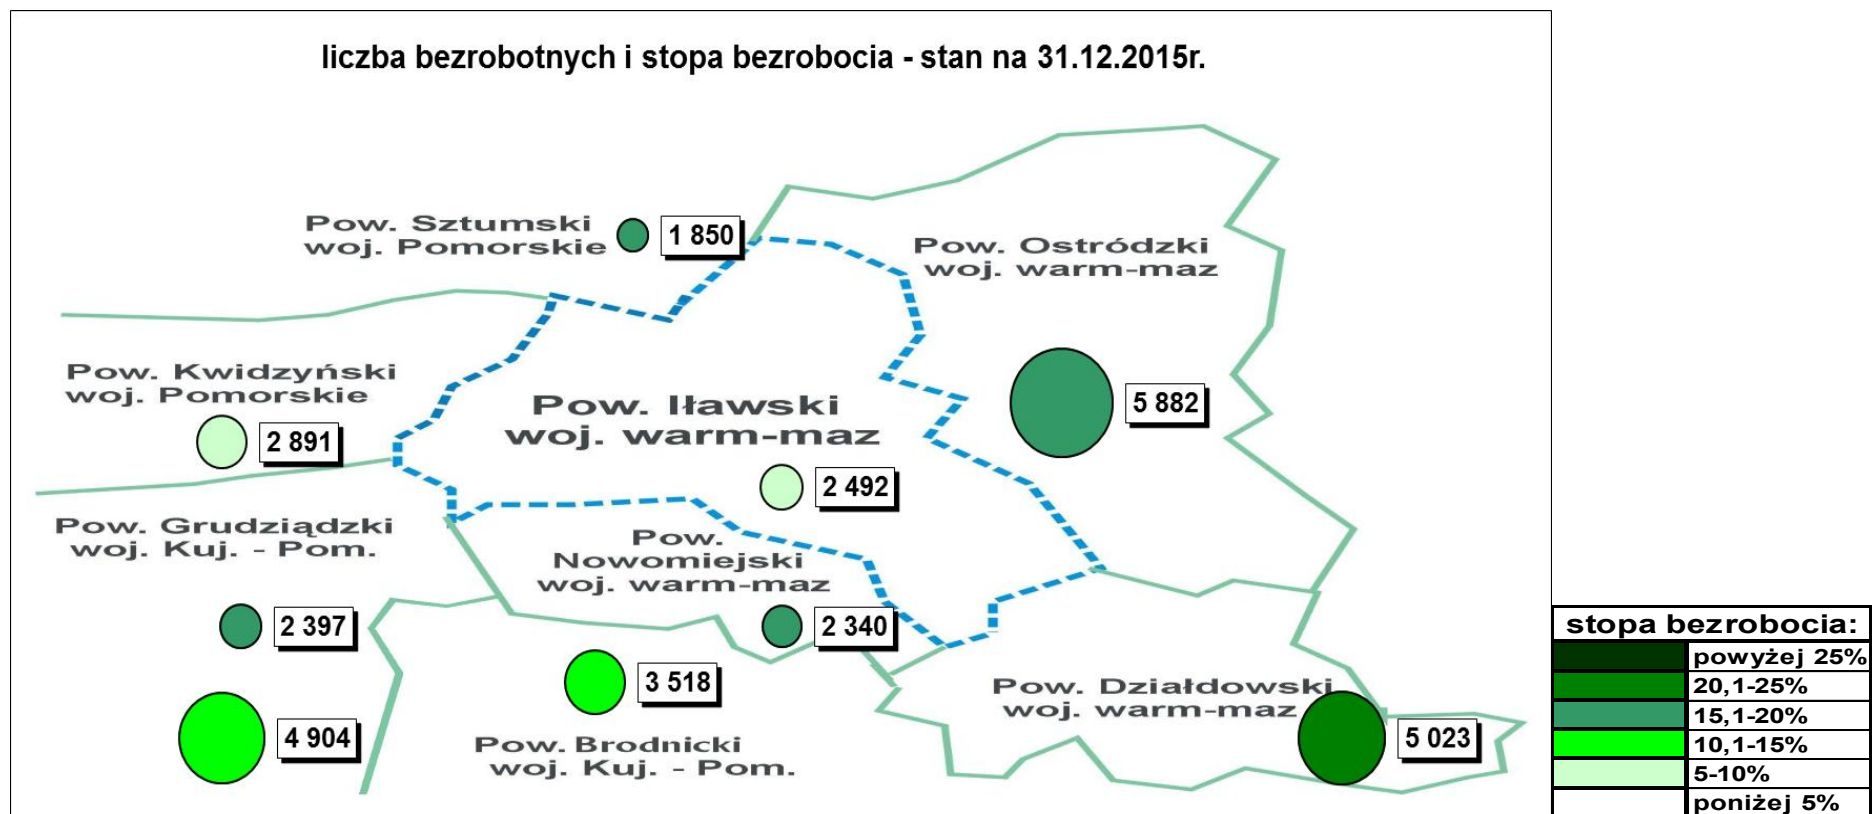 liczba bezrobotnych i stopa bezrobocia - stan na 31.12.2015r.
Pow. Sztumski
woj. Pomorskie
1 850
Pow. Ostródzki
woj. warm-maz
Pow. Kwidzyński
woj. Pomorskie
2 891
Pow. Iławski
woj. warm-maz
5 882
2 492
Pow. Grudziądzki
woj. Kuj. - Pom.
Pow.
Nowomiejski
woj. warm-maz
2 397
2 340
3 518
4 904
Pow. Brodnicki
woj. Kuj. - Pom.
Pow. Działdowski
woj. warm-maz
5 023
stopa bezrobocia:
powyżej 25%
20,1-25%
15,1-20%
10,1-15%
5-10%
poniżej 5%